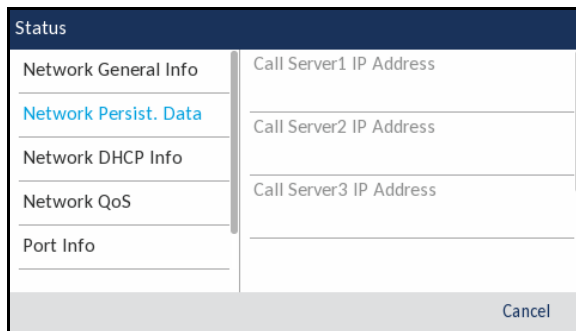 Status
Network General Info
Network Persist. Data
Network DHCP Info
Network QoS
Port Info
Call Server1 IP Address
Call Server2 IP Address
Call Server3 IP Address
Cancel